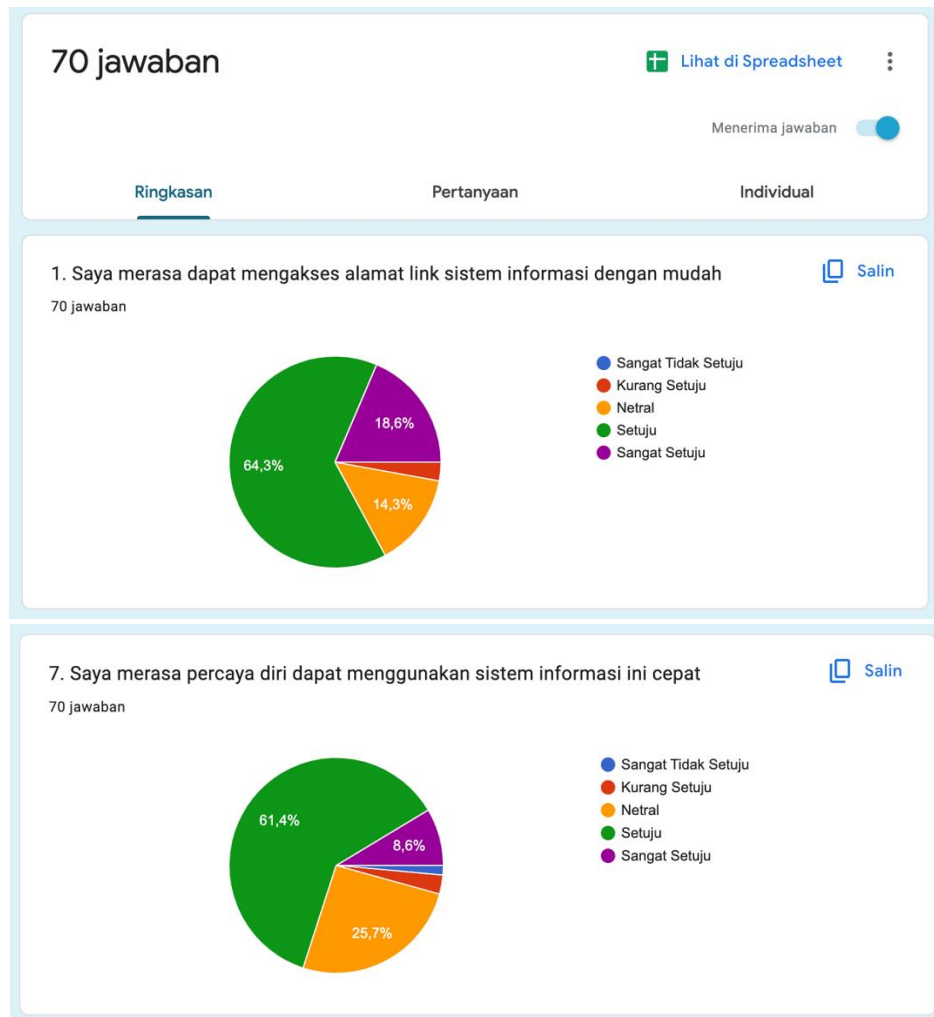 70 jawaban
Lihat di Spreadsheet
Menerima jawaban
Ringkasan
Pertanyaan
Individual
1. Saya merasa dapat mengakses alamat link sistem informasi dengan mudah
Salin
70 jawaban
Sangat Tidak Setuju
Kurang Setuju
Netral
Setuju
Sangat Setuju
18,6%
64,3%
14,3%
7. Saya merasa percaya diri dapat menggunakan sistem informasi ini cepat
Salin
70 jawaban
Sangat Tidak Setuju
Kurang Setuju
Netral
Setuju
Sangat Setuju
61,4%
8,6%
25,7%